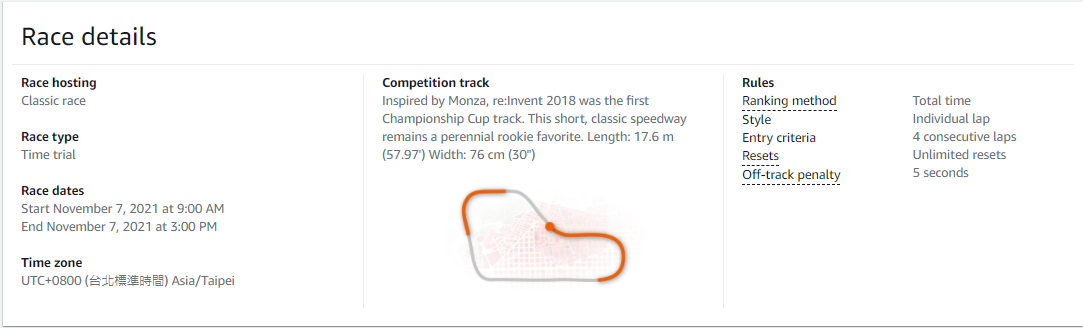 Race details
Race hosting
Classic race
Race type
Time trial
Race dates
Start November 7, 2021 at 9:00 AM
End November 7, 2021 at 3:00 PM
Time zone
UTC+0800 (台北標準時間) Asia/Taipei
Competition track
Inspired by Monza, re:Invent 2018 was the first
Championship Cup track. This short, classic speedway
remains a perennial rookie favorite. Length: 17.6 m
(57.97') Width: 76 cm (30")
Rules
Ranking method Total time
Style Individual lap
Entry criteria 4 consecutive laps
Resets Unlimited resets
Off-track penalty 5 seconds